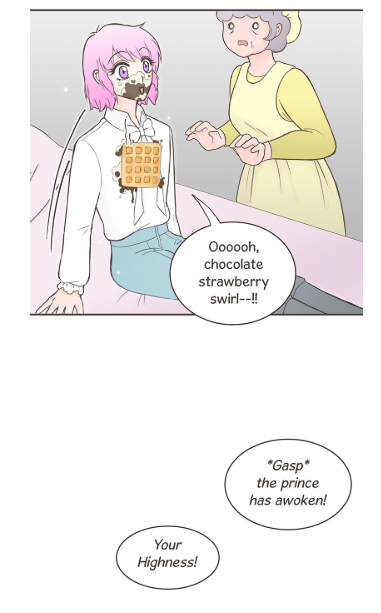 Oooooh,
chocolate
strawberry
swirl--!!
*Gasp*
the prince
has awoken!
Your
Highness!